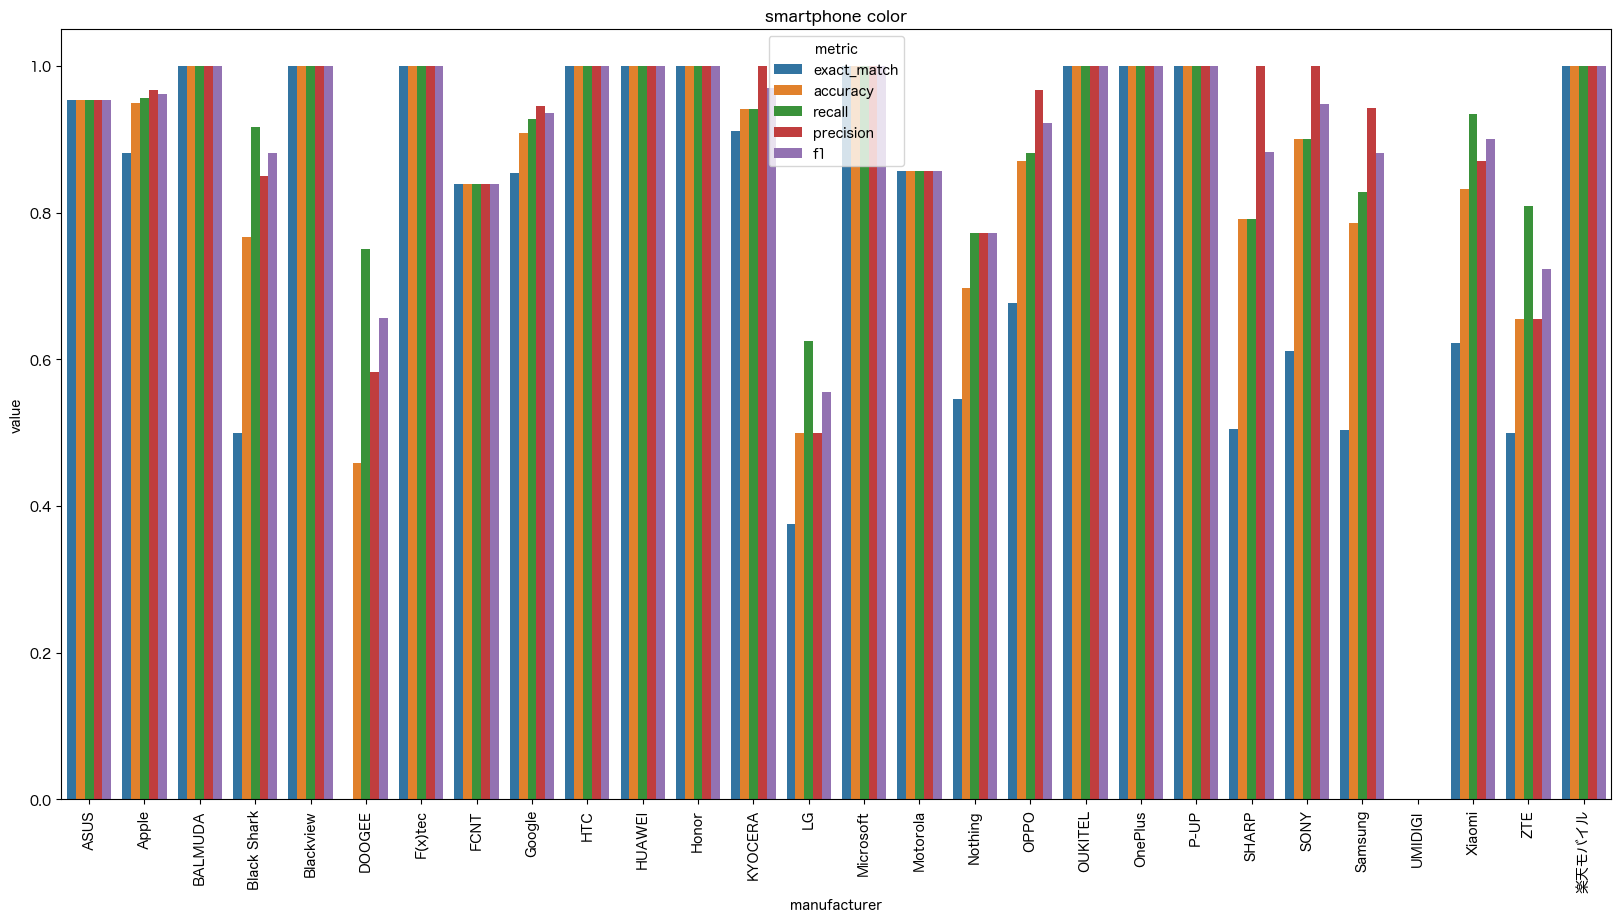 smartphone color
metric
exact_match
accuracy
recall
precision
f1
value
1.0
0.8
0.6
0.4
0.2
0.0
ASUS
Apple
BALMUDA
Black Shark
Blackview
DOOGEE
F(x)tec
FCNT
Google
HTC
HUAWEI
Honor
KYOCERA
LG
Microsoft
Motorola
Nothing
OPPO
OUKITEL
OnePlus
P-UP
SHARP
SONY
Samsung
UMIDIGI
Xiaomi
ZTE
楽天モバイル
manufacturer